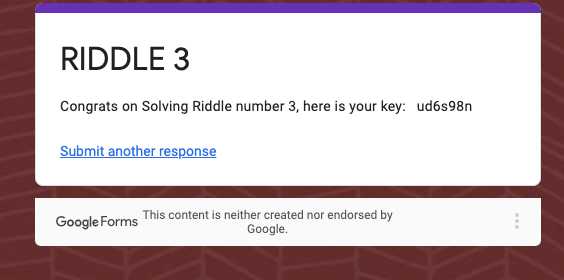 RIDDLE 3
Congrats on Solving Riddle number 3, here is your key: ud6s98n
Submit another response
Google Forms This content is neither created nor endorsed by
Google.